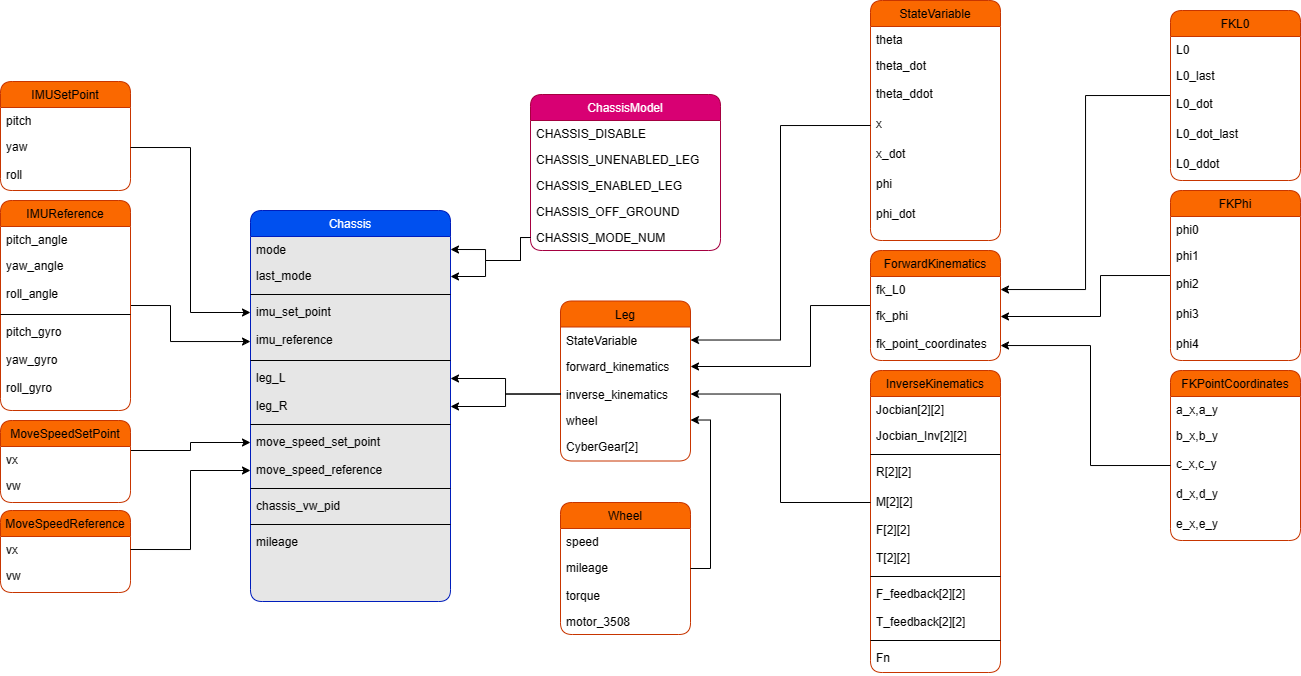 IMUSetPoint
pitch
yaw
roll
IMUReference
pitch_angle
yaw_angle
roll_angle
pitch_gyro
yaw_gyro
roll_gyro
MoveSpeedSetPoint
vx
vw
MoveSpeedReference
vx
vw
Chassis
mode
last_mode
imu_set_point
imu_reference
leg_L
leg_R
move_speed_set_point
move_speed_reference
chassis_vw_pid
mileage
ChassisModel
CHASSIS_DISABLE
CHASSIS_UNENABLED_LEG
CHASSIS_ENABLED_LEG
CHASSIS_OFF_GROUND
CHASSIS_MODE_NUM
Leg
StateVariable
forward_kinematics
inverse_kinematics
wheel
CyberGear[2]
Wheel
speed
mileage
torque
motor_3508
StateVariable
theta
theta_dot
theta_ddot
x
x_dot
phi
phi_dot
ForwardKinematics
fk_L0
fk_phi
fk_point_coordinates
InverseKinematics
Jocbian[2][2]
Jocbian_Inv[2][2]
R[2][2]
M[2][2]
F[2][2]
T[2][2]
F_feedback[2][2]
T_feedback[2][2]
Fn
FKL0
L0
L0_last
L0_dot
L0_dot_last
L0_ddot
FKPhi
phi0
phi1
phi2
phi3
phi4
FKPointCoordinates
a_x,a_y
b_x,b_y
c_x,c_y
d_x,d_y
e_x,e_y